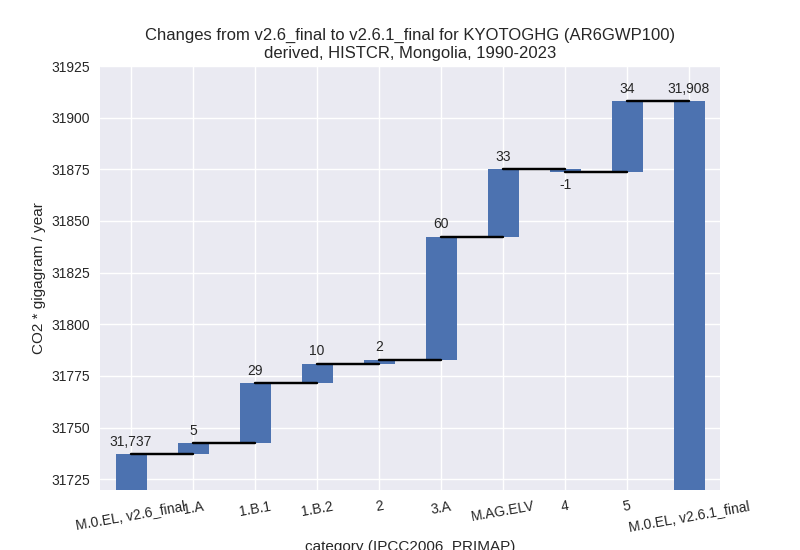 Changes from v2.6_final to v2.6.1_final for KYOTOGHG (AR6GWP100)
derived, HISTCR, Mongolia, 1990-2023
CO2 * gigagram / year
31925
31900
31875
31850
31825
31800
31775
31750
31725
31,737
5
29
10
2
60
33
-1
34
31,908
M.0.EL, v2.6_final
1.A
1.B.1
1.B.2
2
3.A
M.AG.ELV
4
5
M.0.EL, v2.6.1_final
category (IPCC2006_PRIMAP)